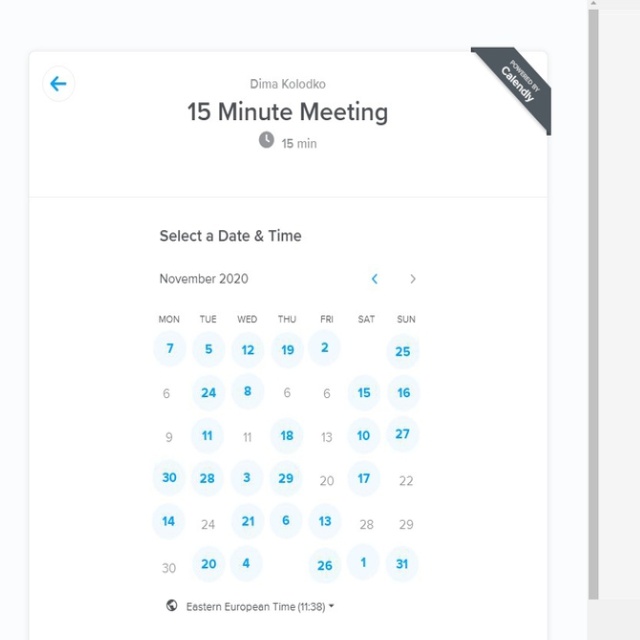 Dima Kolodko
POWERED BY
Calendly
15 Minute Meeting
15 min
Select a Date & Time
November 2020
MON TUE WED THU FRI SAT SUN
7 5 12 19 2 25
6 24 8 6 6 15 16
9 11 11 18 13 10 27
30 28 3 29 20 17 22
14 24 21 6 13 28 29
30 20 4 26 1 31
Eastern European Time (11:38)